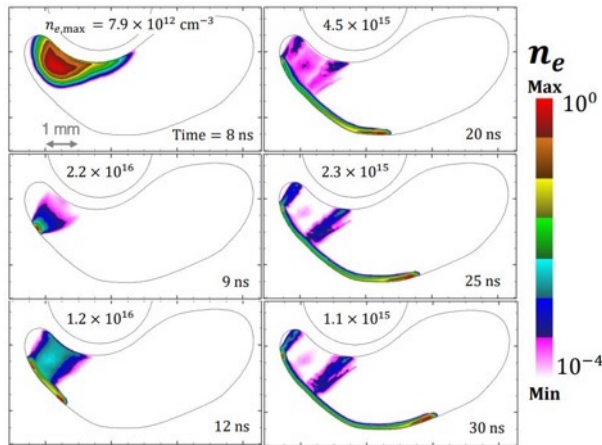 n_e,max = 7.9 × 10^12 cm^-3
1 mm
Time = 8 ns
4.5 × 10^15
20 ns
2.2 × 10^16
9 ns
2.3 × 10^15
25 ns
1.2 × 10^16
12 ns
1.1 × 10^15
30 ns
n_e
Max
10^0
10^-4
Min